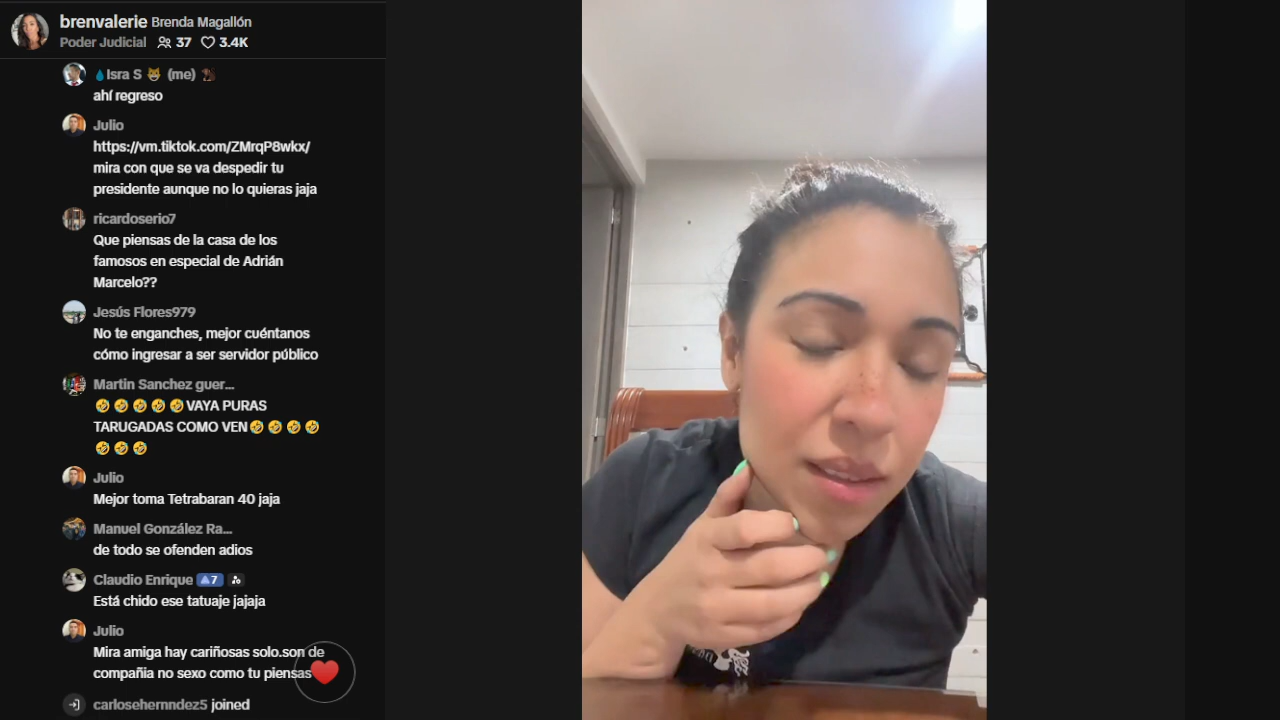 brenvalerie Brenda Magallón
Poder Judicial 37 3.4K
💧Isra S 😸 (me) 🐿
ahí regreso
Julio
https://vm.tiktok.com/ZMrqP8wkx/
mira con que se va despedir tu
presidente aunque no lo quieras jaja
ricardoserio7
Que piensas de la casa de los
famosos en especial de Adrián
Marcelo??
Jesús Flores979
No te enganches, mejor cuéntanos
cómo ingresar a ser servidor público
Martin Sanchez guer...
🤣🤣🤣🤣🤣VAYA PURAS
TARUGADAS COMO VEN🤣🤣🤣🤣
🤣🤣🤣
Julio
Mejor toma Tetrabaran 40 jaja
Manuel González Ra...
de todo se ofenden adios
Claudio Enrique 7
Está chido ese tatuaje jajaja
Julio
Mira amiga hay cariñosas solo.son de
compañia no sexo como tu piensas
carlosehernndez5 joined